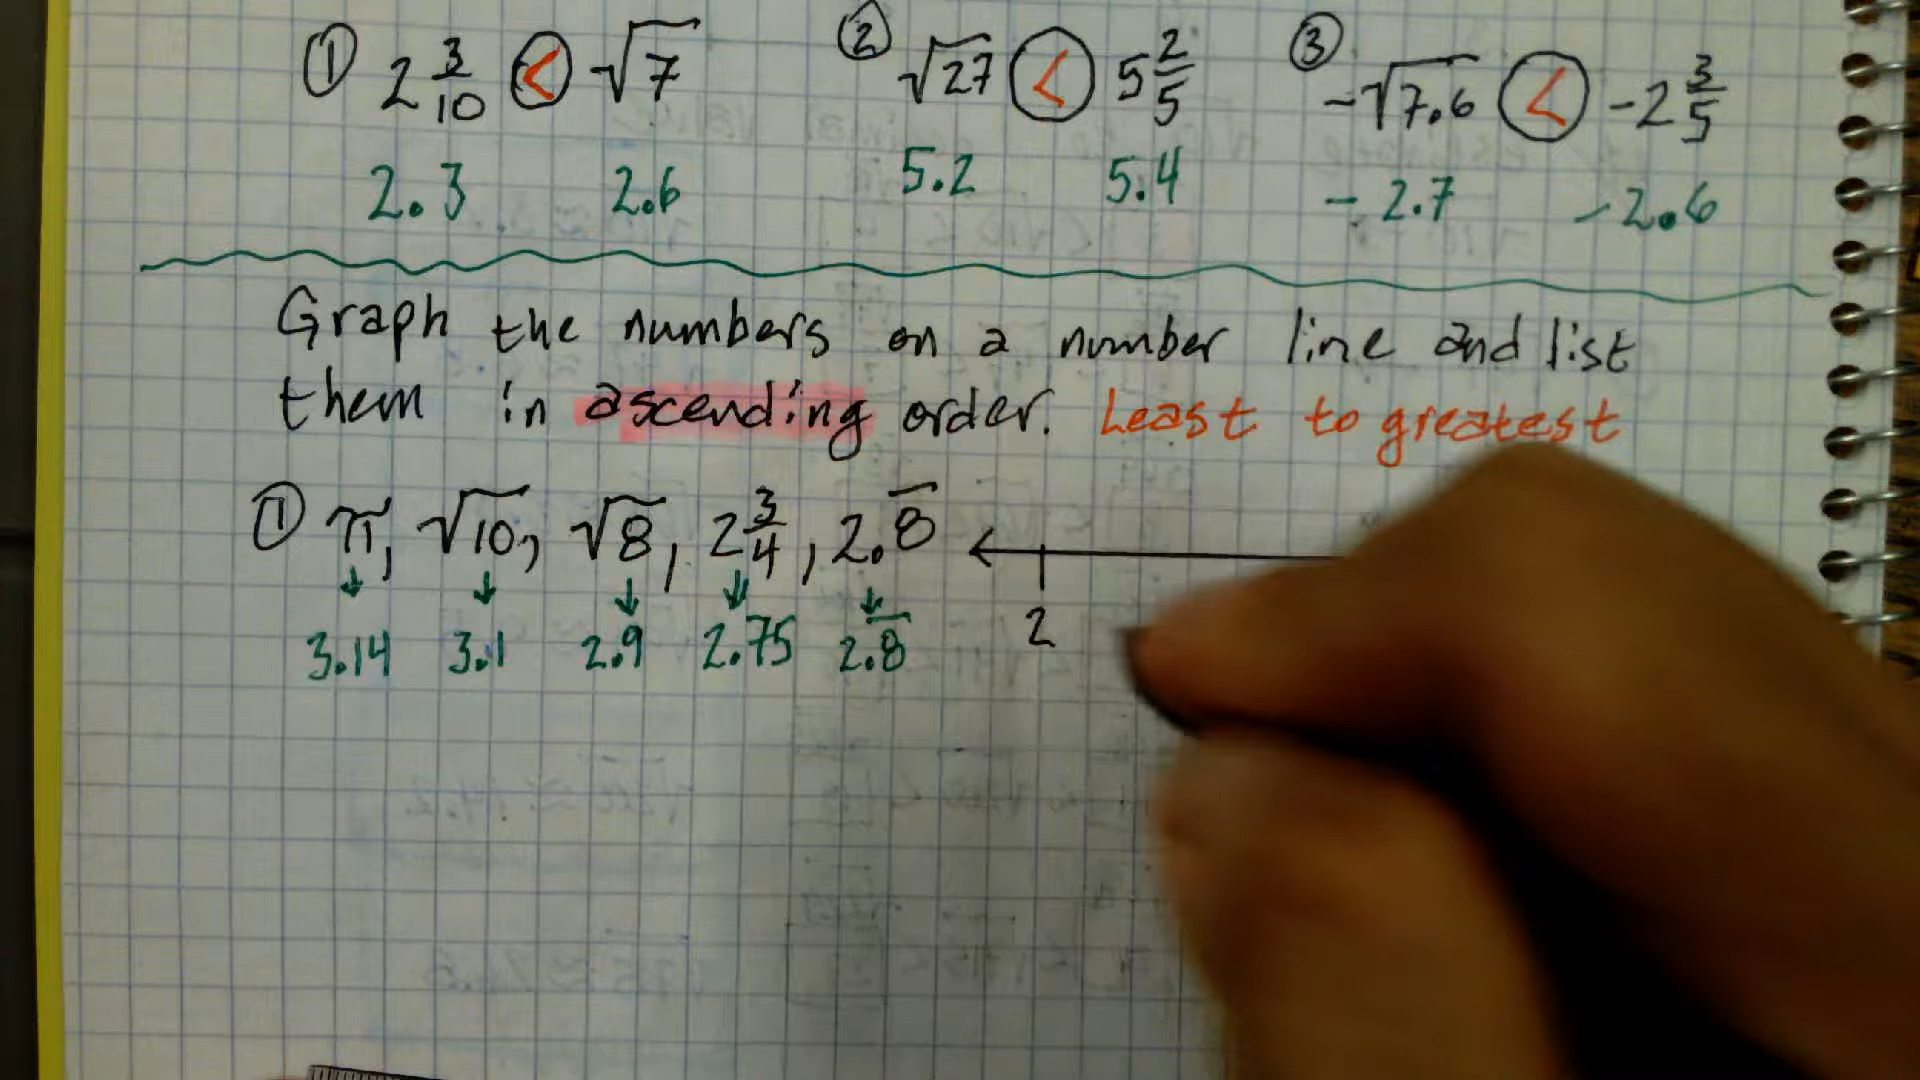 ① 2 3/10 < √7 ② √27 < 5 2/5 ③ -√7.6 < -2 3/5
2.3 2.6 5.2 5.4 -2.7 -2.6
Graph the numbers on a number line and list
them in ascending order. Least to greatest
① π, √10, √8, 2 3/4, 2.8̅
↓ ↓ ↓ ↓ ↓
3.14 3.1 2.9 2.75 2.8̅ 2